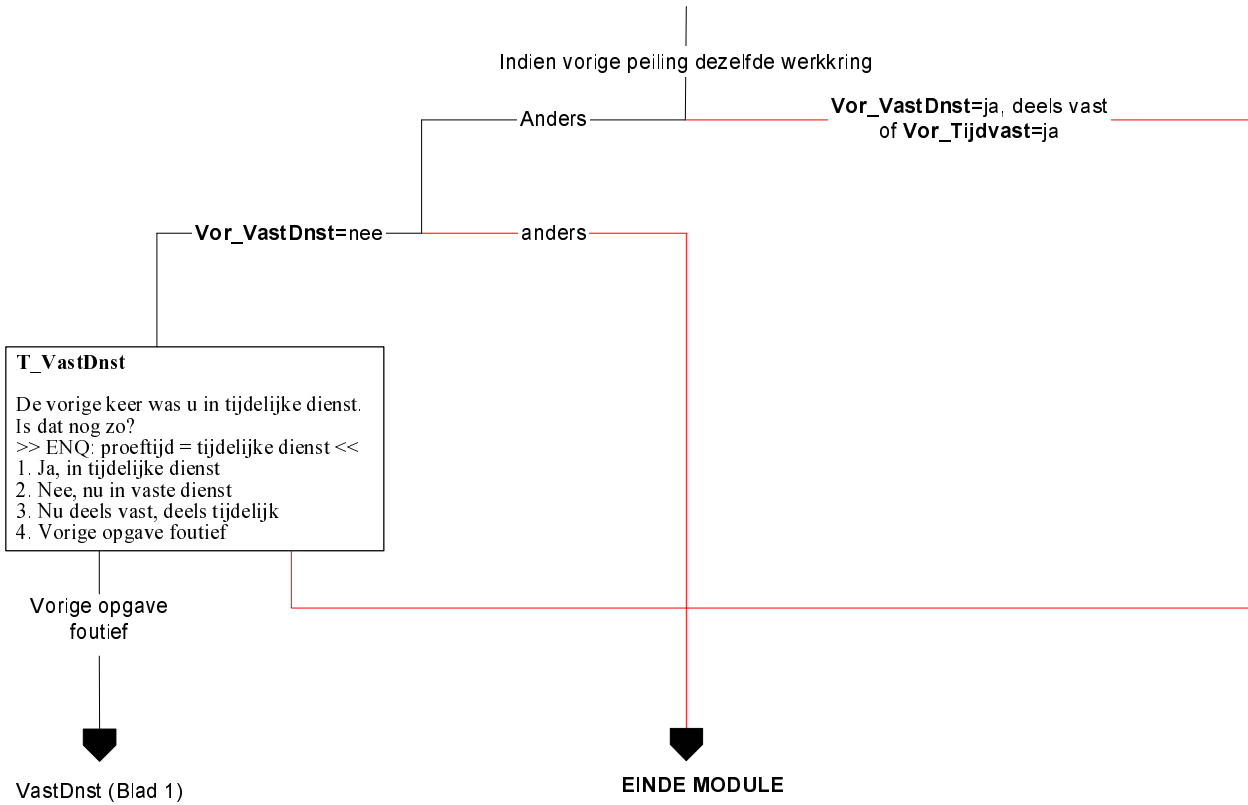 Indien vorige peiling dezelfde werkkring
Anders
Vor_VastDnst=ja, deels vast
of Vor_Tijdvast=ja
Vor_VastDnst=nee
anders
T_VastDnst
De vorige keer was u in tijdelijke dienst.
Is dat nog zo?
>> ENQ: proeftijd = tijdelijke dienst <<
1. Ja, in tijdelijke dienst
2. Nee, nu in vaste dienst
3. Nu deels vast, deels tijdelijk
4. Vorige opgave foutief
Vorige opgave
foutief
VastDnst (Blad 1)
EINDE MODULE